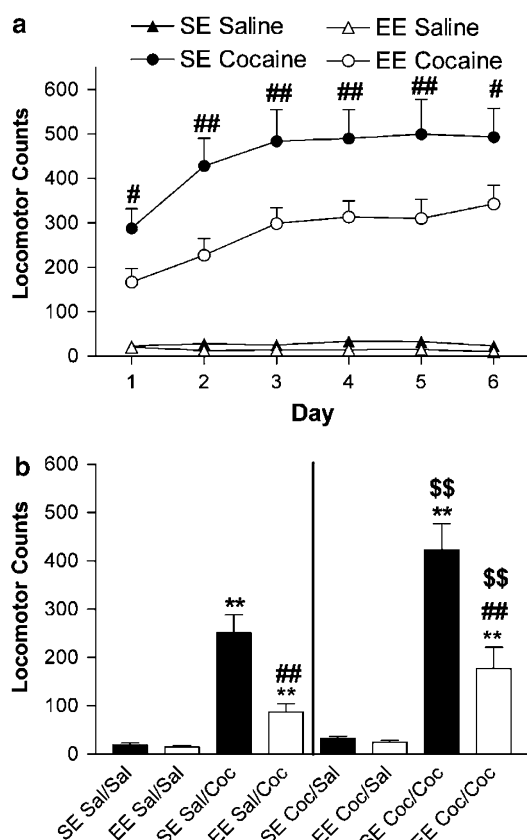 a
SE Saline
EE Saline
SE Cocaine
EE Cocaine
Locomotor Counts
600
500
400
300
200
100
0
#
##
##
##
##
#
1 2 3 4 5 6
Day
b
Locomotor Counts
600
500
400
300
200
100
0
**
##
**
$$
**
$$
##
**
SE Sal/Sal
EE Sal/Sal
SE Sal/Coc
EE Sal/Coc
SE Coc/Sal
EE Coc/Sal
SE Coc/Coc
EE Coc/Coc